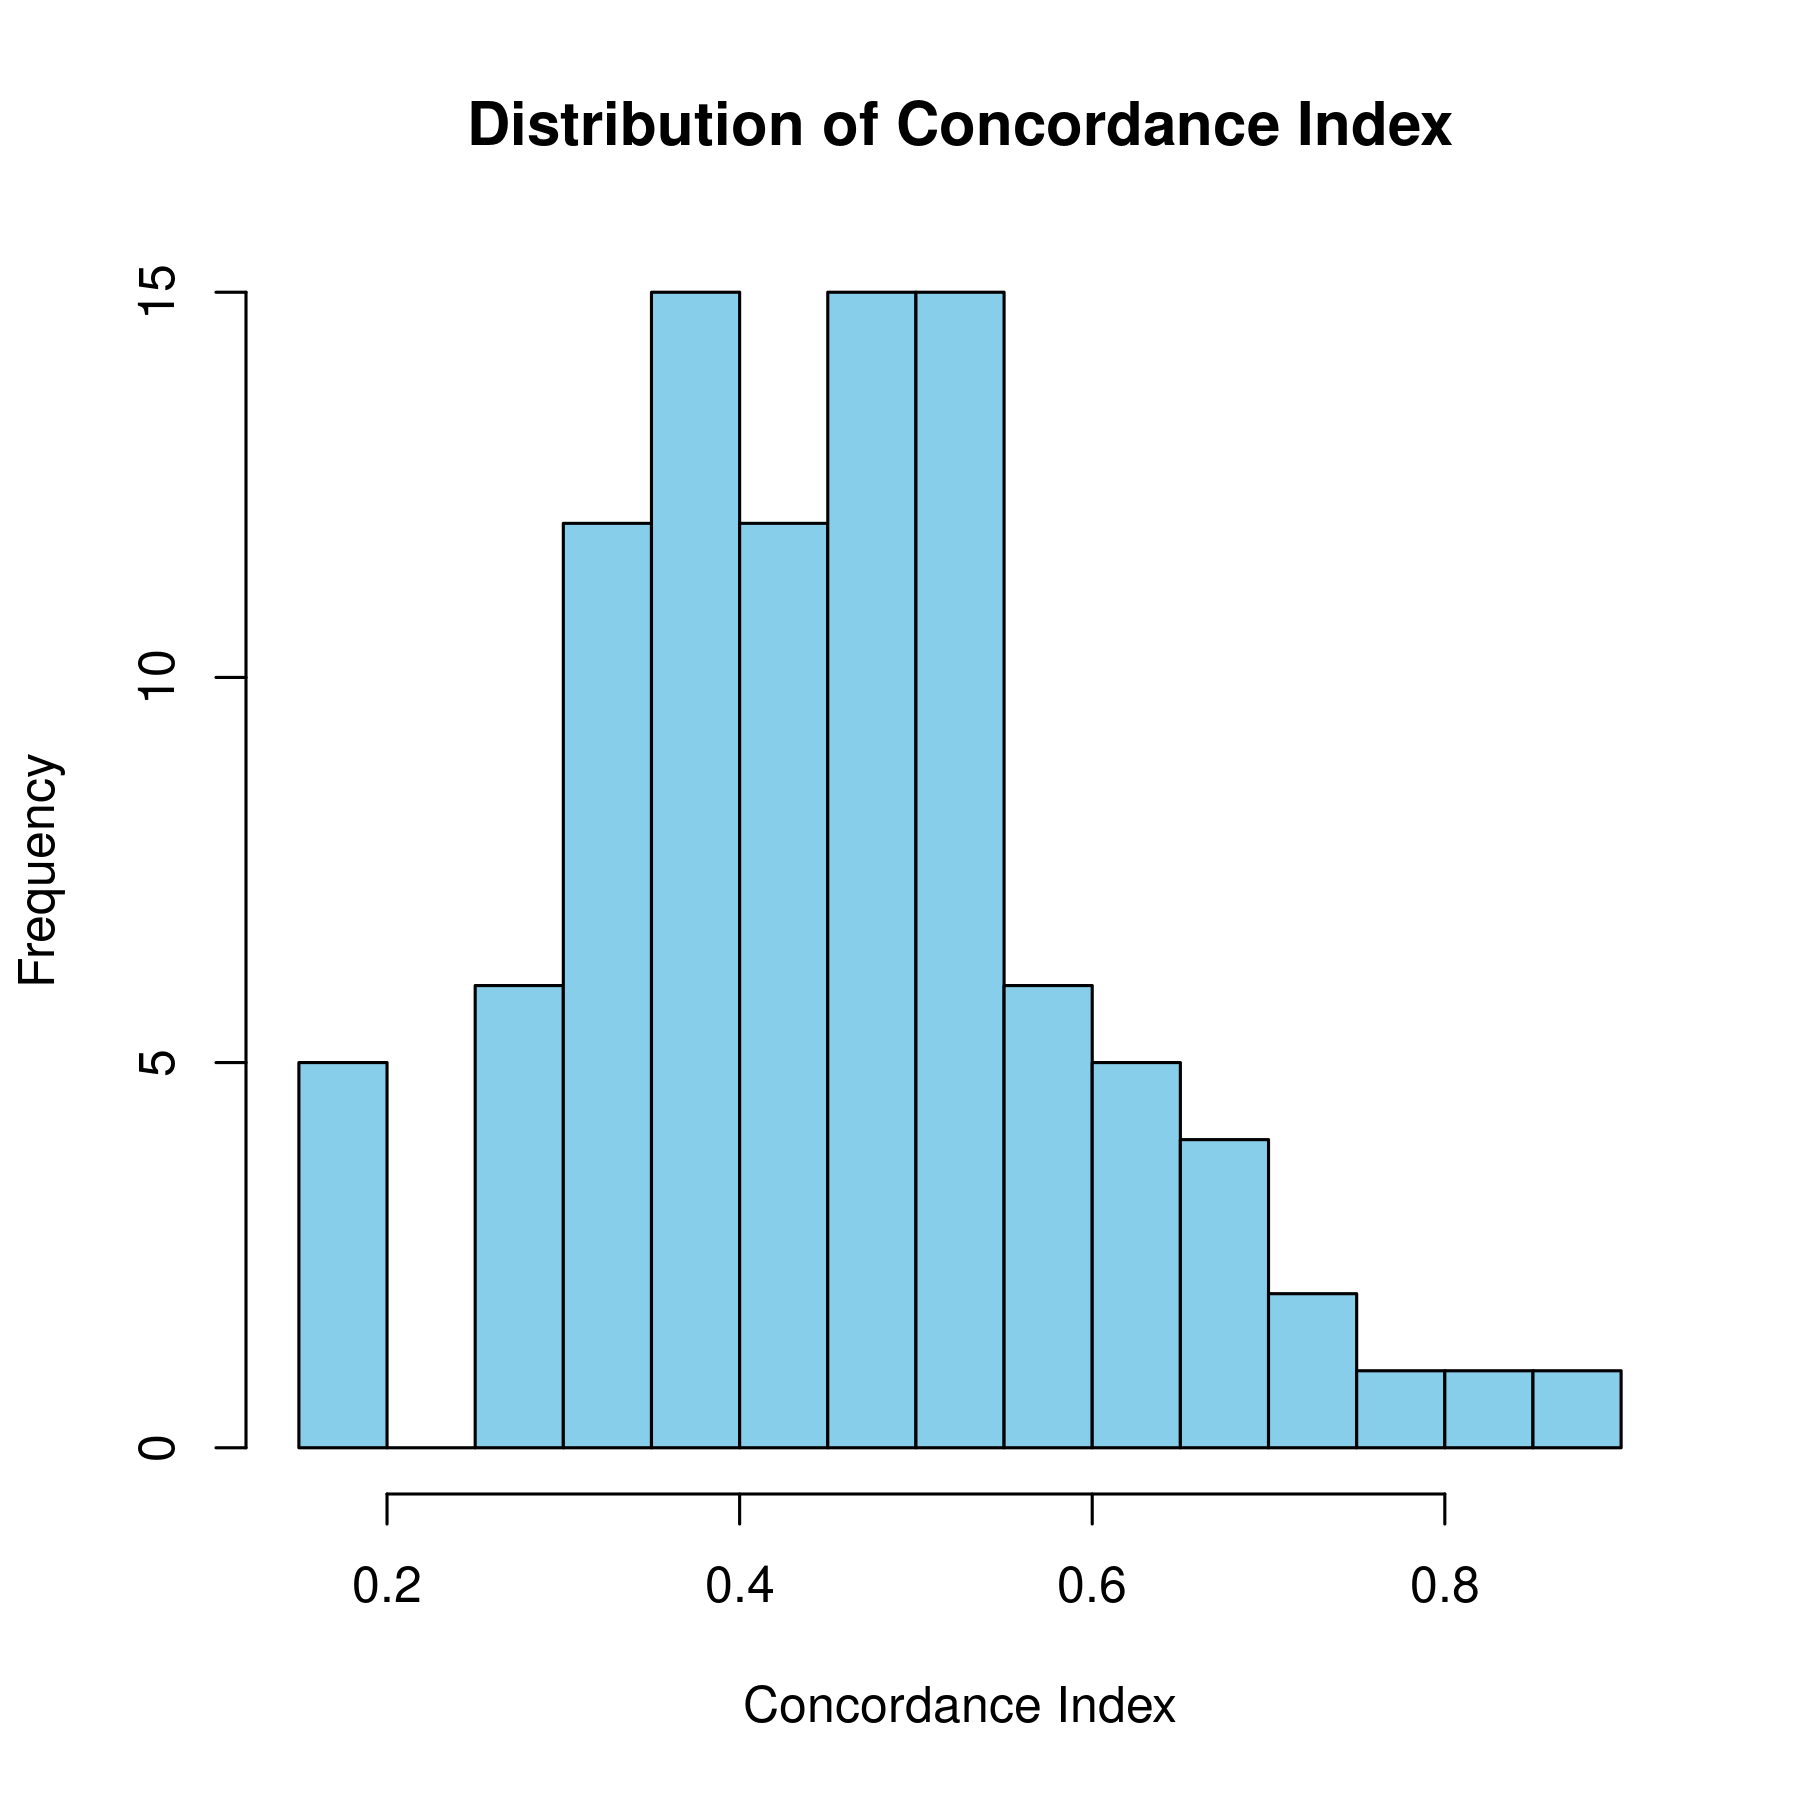 Distribution of Concordance Index
Frequency
15
10
5
0
0.2 0.4 0.6 0.8
Concordance Index